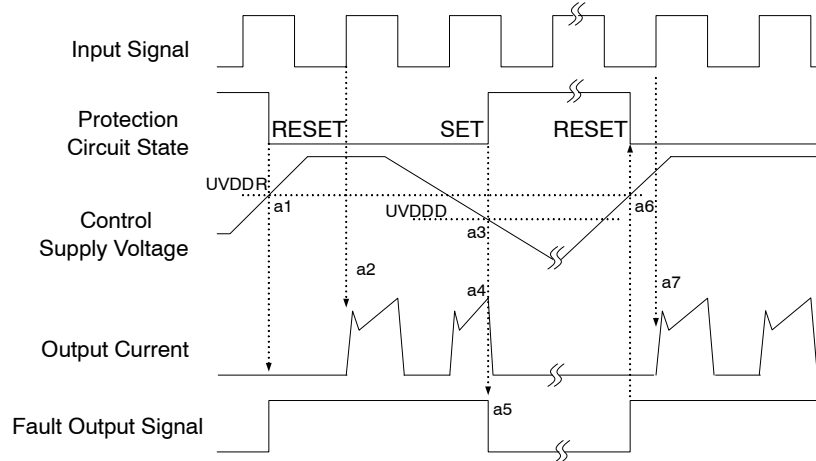 Input Signal
Protection
Circuit State
RESET
SET
RESET
UVDDR
a1
a6
UVDDD
a3
Control
Supply Voltage
a2
a4
a7
Output Current
a5
Fault Output Signal